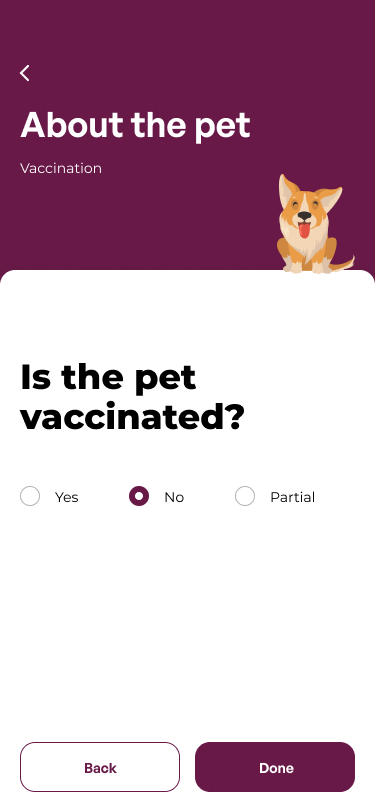 About the pet
Vaccination
Is the pet
vaccinated?
Yes No Partial
Back Done